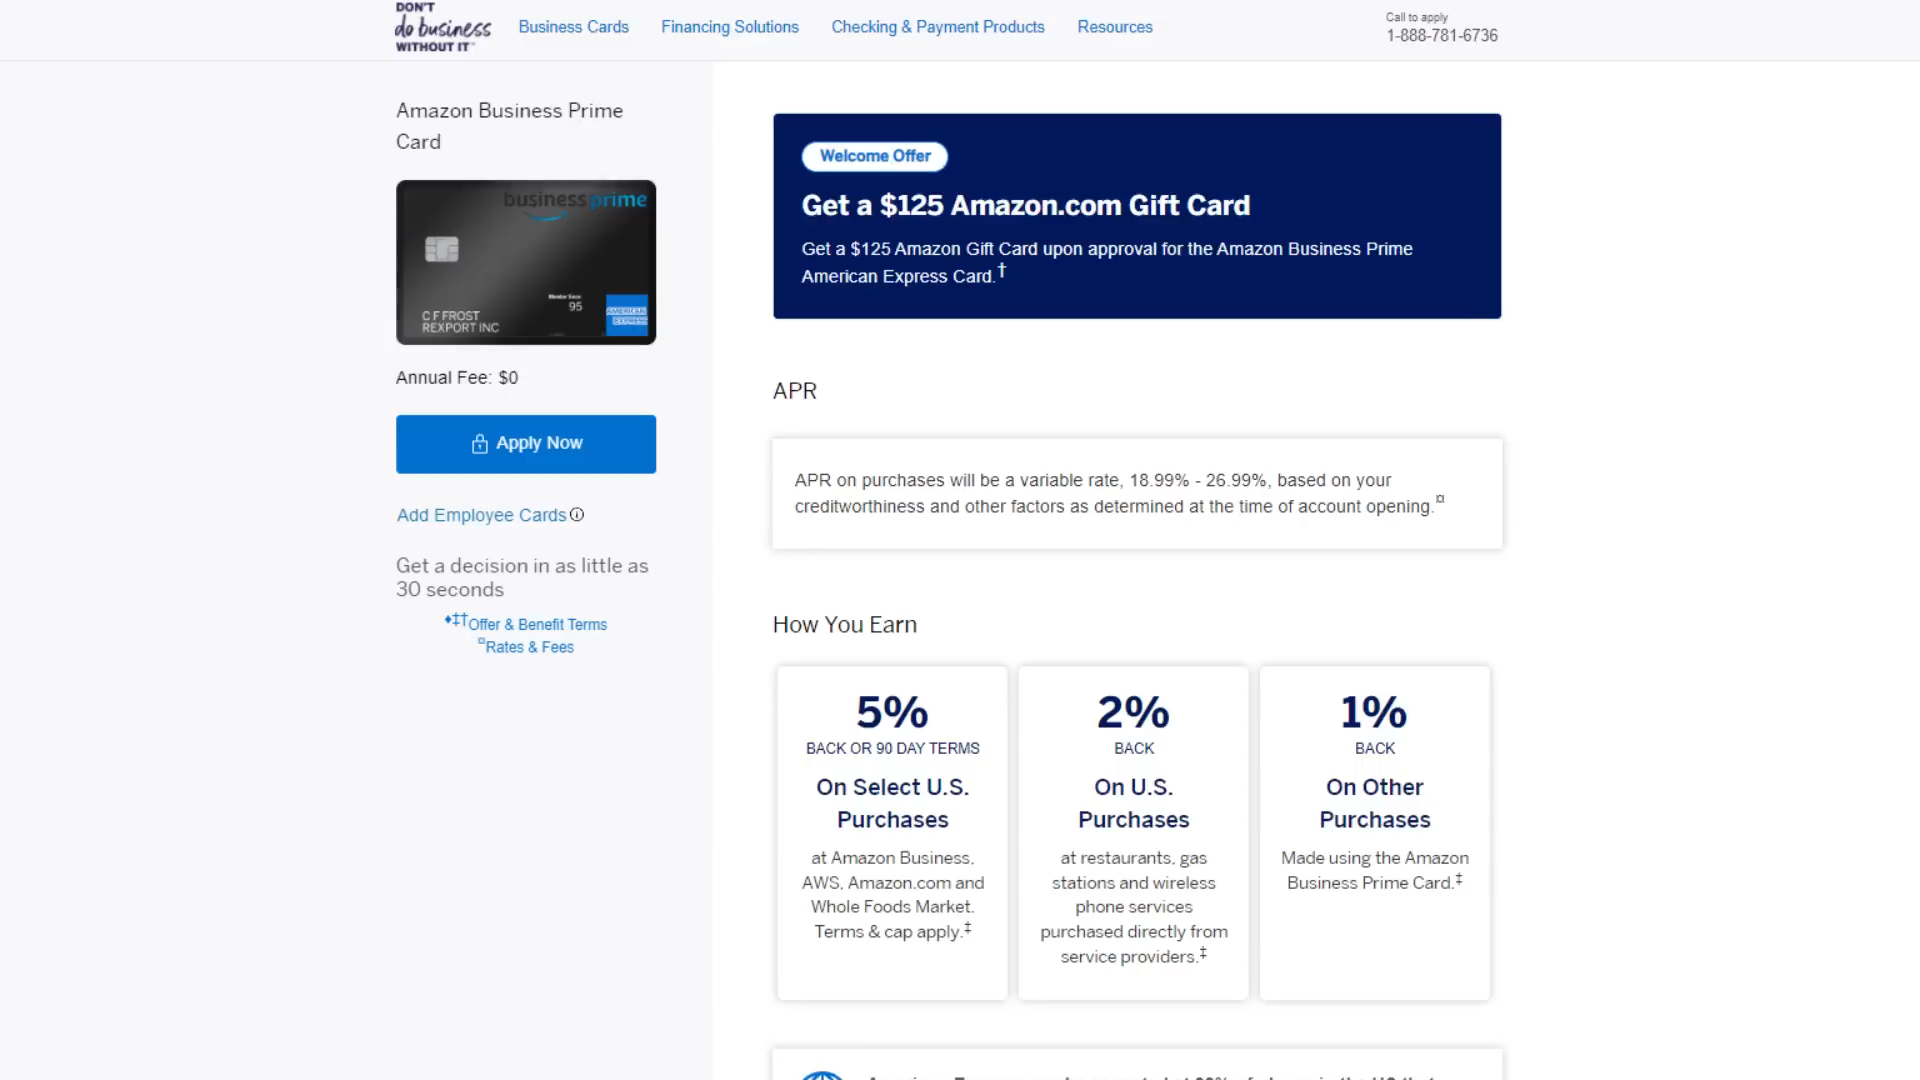 DON'T
do business
WITHOUT IT™
Business Cards
Financing Solutions
Checking & Payment Products
Resources
Call to apply
1-888-781-6736
Amazon Business Prime
Card
business prime
Member Since
95
C F FROST
REXPORT INC
AMERICAN
EXPRESS
Annual Fee: $0
Apply Now
Add Employee Cards
Get a decision in as little as
30 seconds
♦‡†Offer & Benefit Terms
¤Rates & Fees
Welcome Offer
Get a $125 Amazon.com Gift Card
Get a $125 Amazon Gift Card upon approval for the Amazon Business Prime
American Express Card.†
APR
APR on purchases will be a variable rate, 18.99% - 26.99%, based on your
creditworthiness and other factors as determined at the time of account opening.¤
How You Earn
5%
BACK OR 90 DAY TERMS
On Select U.S.
Purchases
at Amazon Business,
AWS, Amazon.com and
Whole Foods Market.
Terms & cap apply.‡
2%
BACK
On U.S.
Purchases
at restaurants, gas
stations and wireless
phone services
purchased directly from
service providers.‡
1%
BACK
On Other
Purchases
Made using the Amazon
Business Prime Card.‡